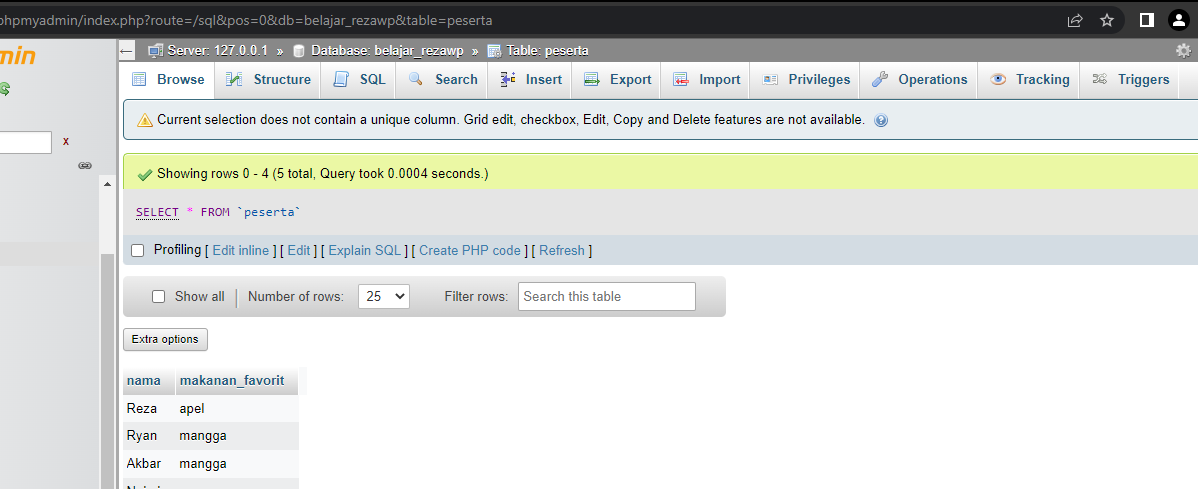 phpmyadmin/index.php?route=/sql&pos=0&db=belajar_rezawp&table=peserta
min
Server: 127.0.0.1 » Database: belajar_rezawp » Table: peserta
Browse Structure SQL Search Insert Export Import Privileges Operations Tracking Triggers
Current selection does not contain a unique column. Grid edit, checkbox, Edit, Copy and Delete features are not available.
x
Showing rows 0 - 4 (5 total, Query took 0.0004 seconds.)
SELECT * FROM `peserta`
Profiling [ Edit inline ] [ Edit ] [ Explain SQL ] [ Create PHP code ] [ Refresh ]
Show all Number of rows: 25 Filter rows: Search this table
Extra options
nama makanan_favorit
Reza apel
Ryan mangga
Akbar mangga